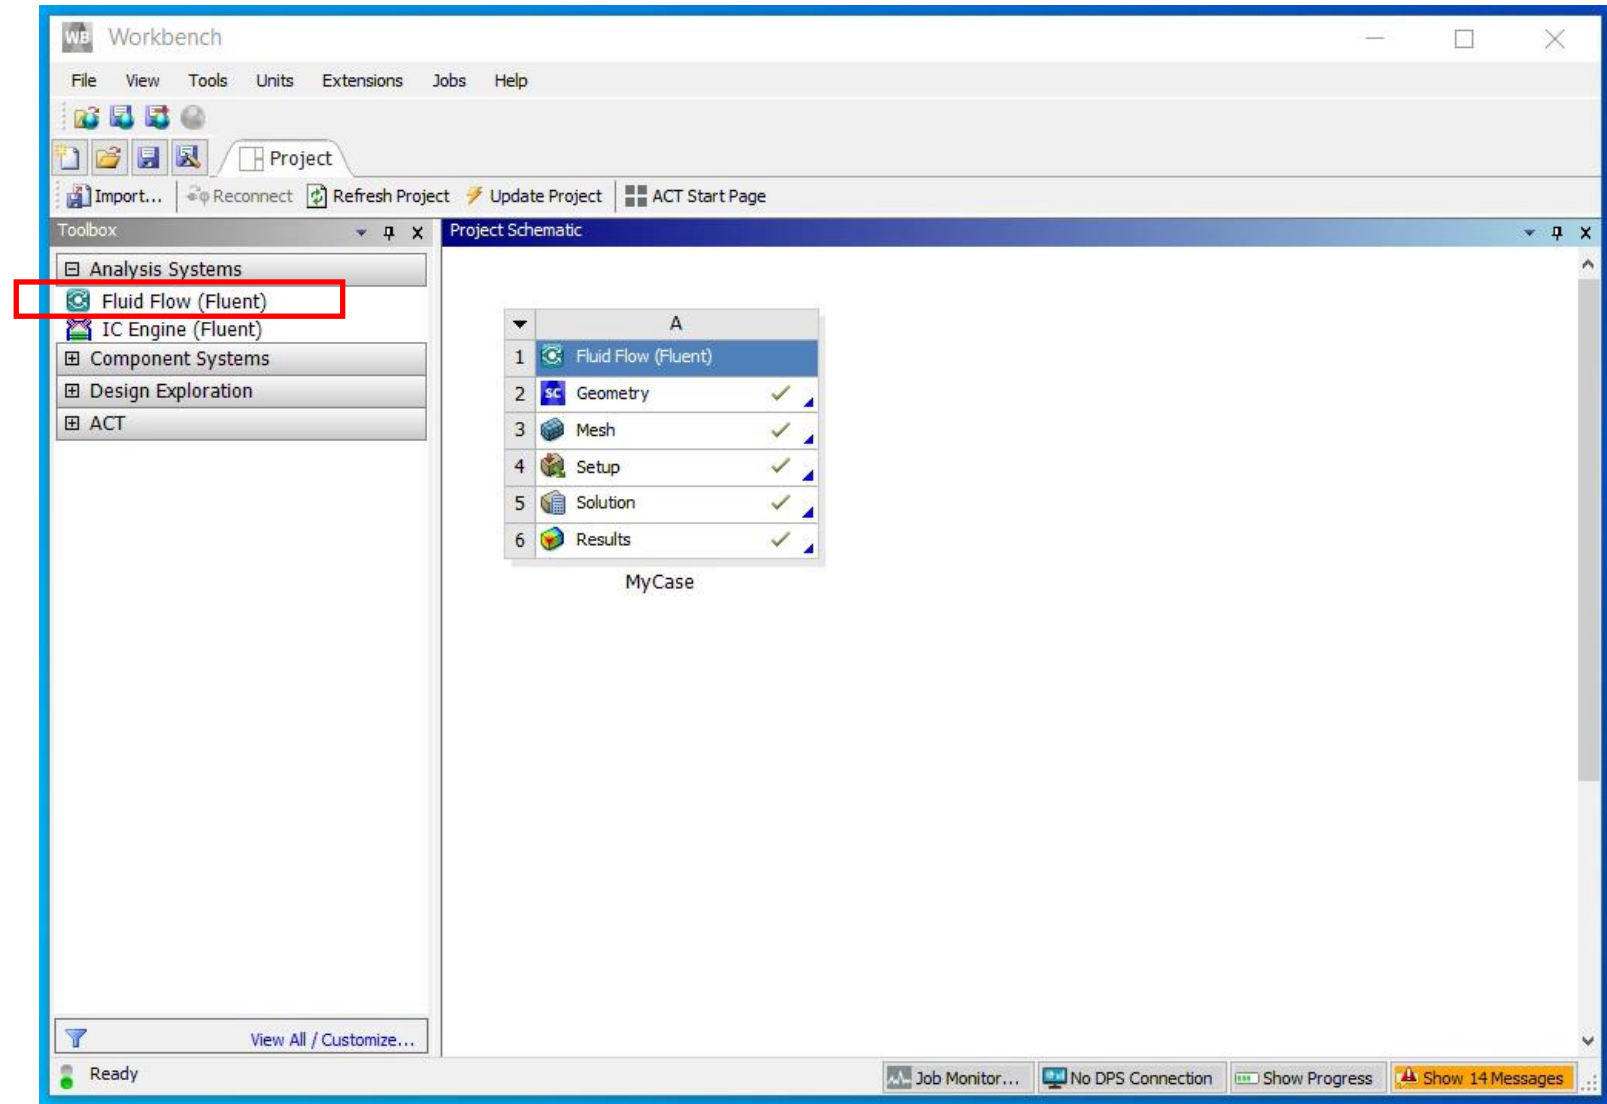 WB Workbench
File View Tools Units Extensions Jobs Help
Project
Import... Reconnect Refresh Project Update Project ACT Start Page
Toolbox
Project Schematic
Analysis Systems
Fluid Flow (Fluent)
IC Engine (Fluent)
Component Systems
Design Exploration
ACT
A
1 Fluid Flow (Fluent)
2 SC Geometry
3 Mesh
4 Setup
5 Solution
6 Results
MyCase
View All / Customize...
Ready
Job Monitor... No DPS Connection Show Progress Show 14 Messages